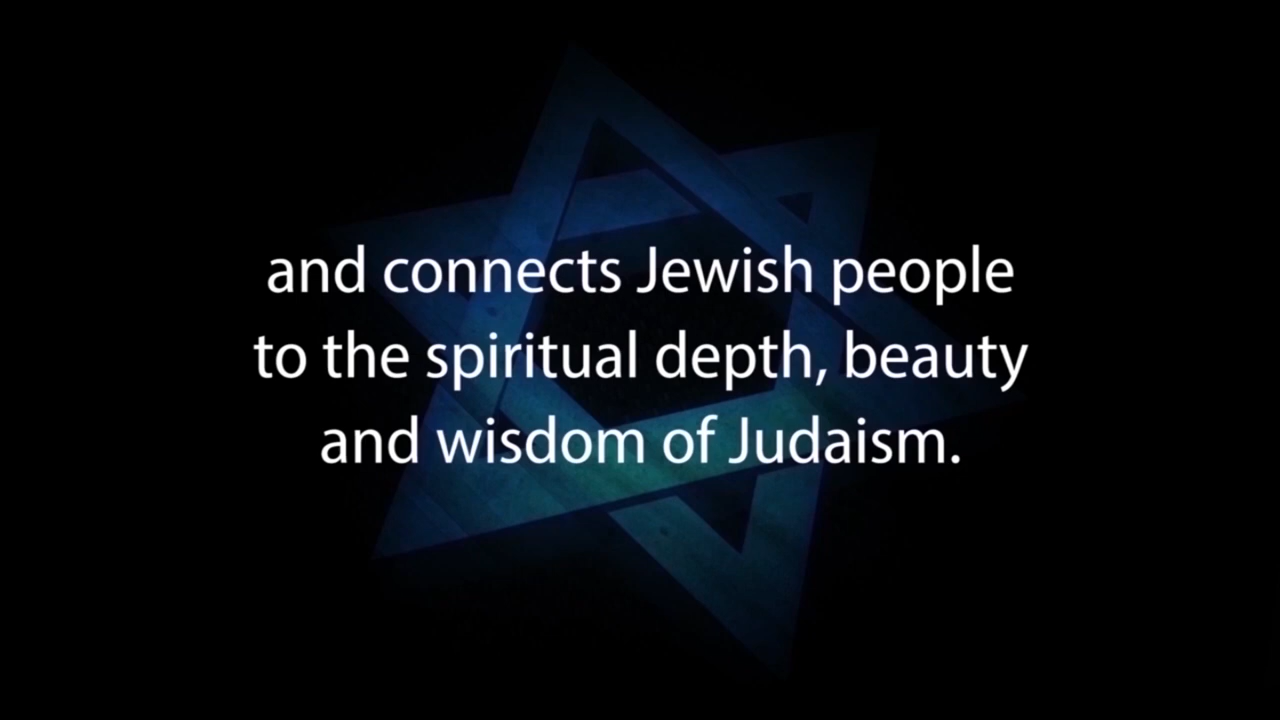 and connects Jewish people
to the spiritual depth, beauty
and wisdom of Judaism.